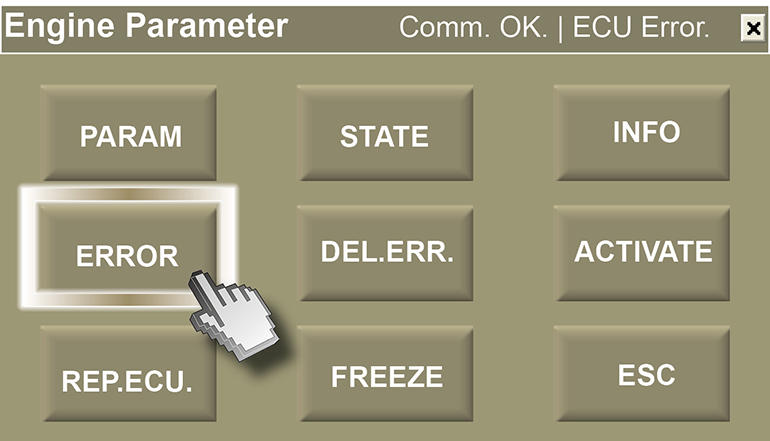 Engine Parameter Comm. OK. | ECU Error.
PARAM STATE INFO
ERROR DEL.ERR. ACTIVATE
REP.ECU. FREEZE ESC